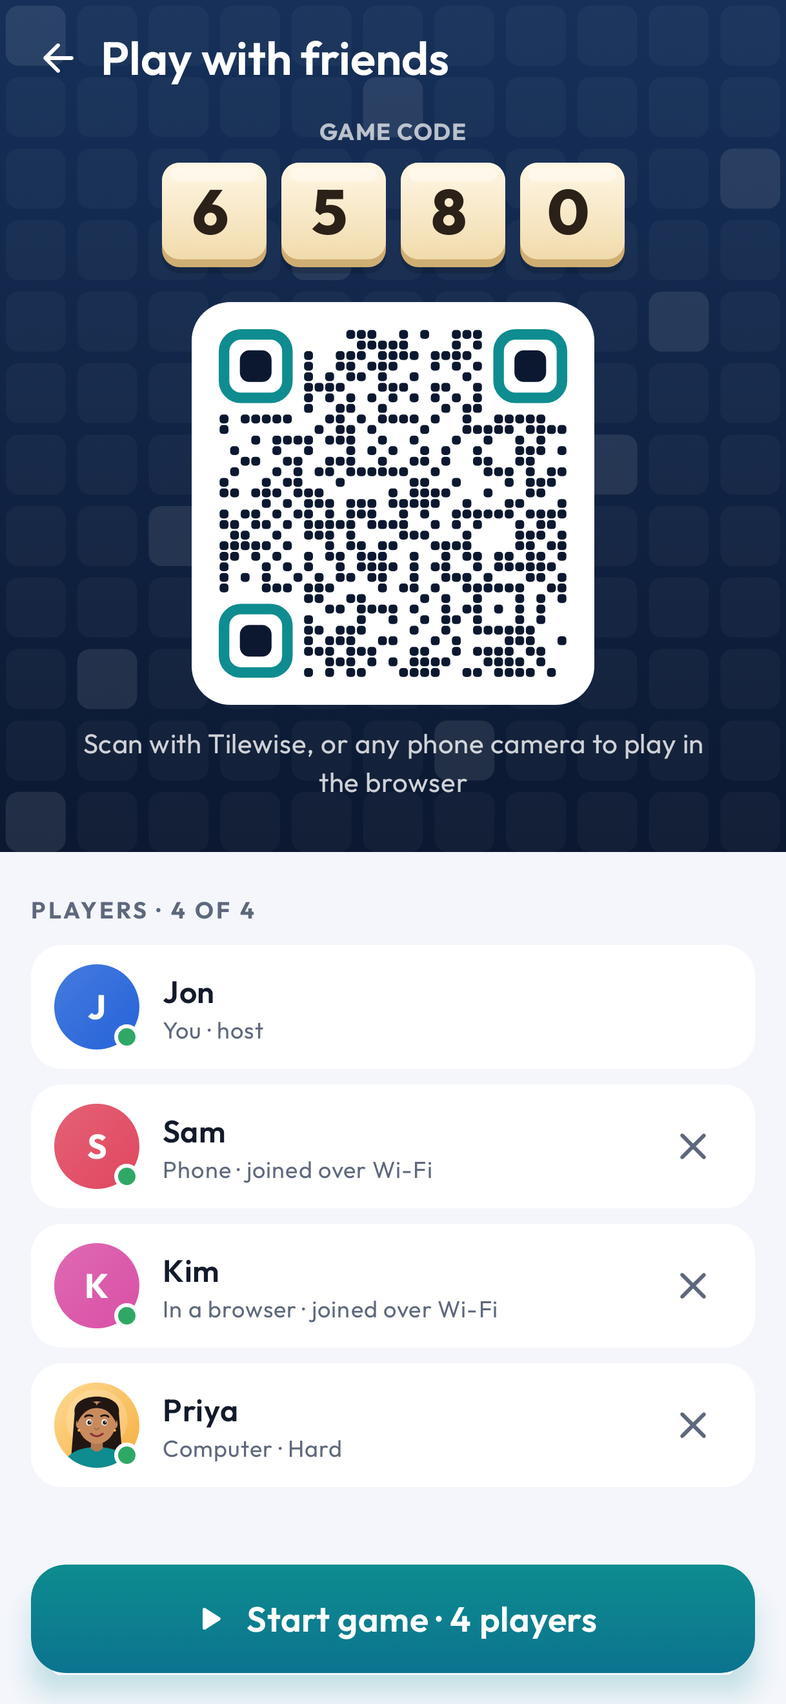 Play with friends
GAME CODE
6 5 8 0
Scan with Tilewise, or any phone camera to play in
the browser
PLAYERS · 4 OF 4
J
Jon
You · host
S
Sam
Phone · joined over Wi-Fi
K
Kim
In a browser · joined over Wi-Fi
Priya
Computer · Hard
Start game · 4 players